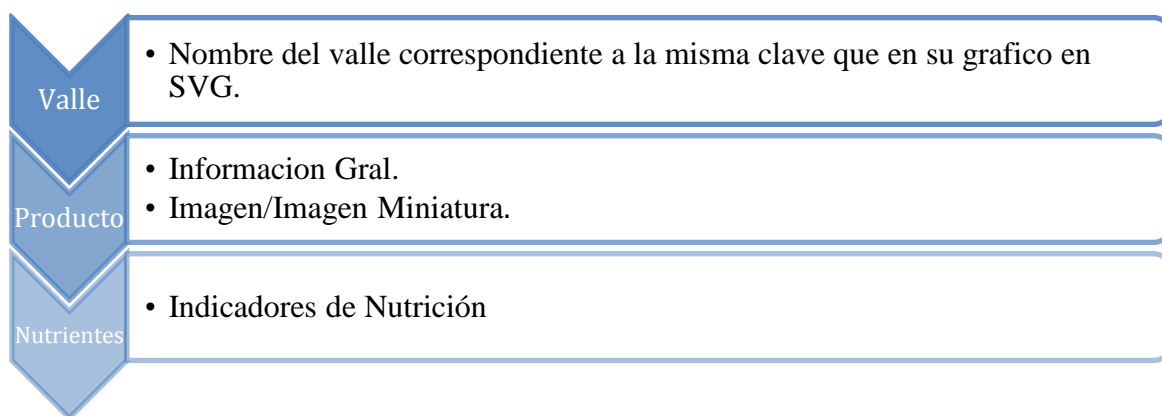 Valle
• Nombre del valle correspondiente a la misma clave que en su grafico en
SVG.
Producto
• Informacion Gral.
• Imagen/Imagen Miniatura.
Nutrientes
• Indicadores de Nutrición